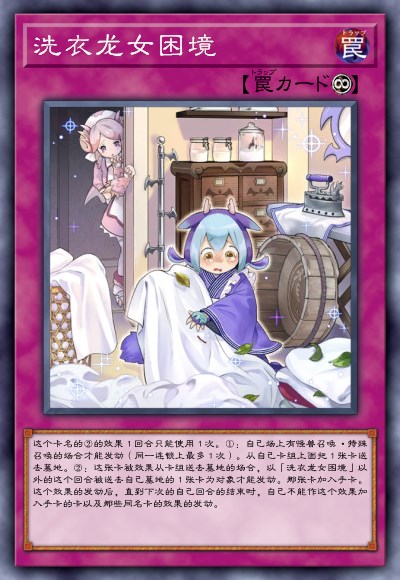 洗衣龙女困境
トラップ
罠
トラップ
【罠カード】
这个卡名的②的效果1回合只能使用1次。①：自己场上有怪兽召唤·特殊
召唤的场合才能发动（同一连锁上最多1次）。从自己卡组上面把1张卡送
去墓地。②：这张卡被效果从卡组送去墓地的场合，以「洗衣龙女困境」以
外的这个回合被送去自己墓地的1张卡为对象才能发动。那张卡加入手卡。
这个效果的发动后，直到下次的自己回合的结束时，自己不能作这个效果加
入手卡的卡以及那些同名卡的效果的发动。